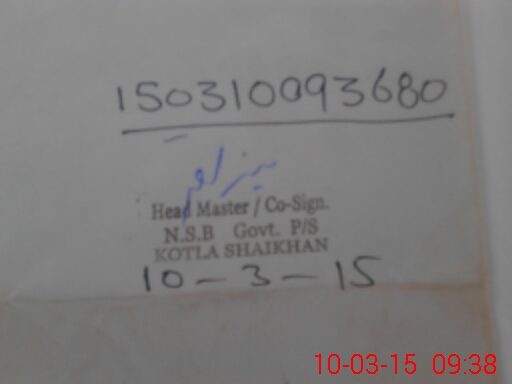 150310093680
Head Master / Co-Sign.
N.S.B Govt. P/S
KOTLA SHAIKHAN
10-3-15
10-03-15 09:38